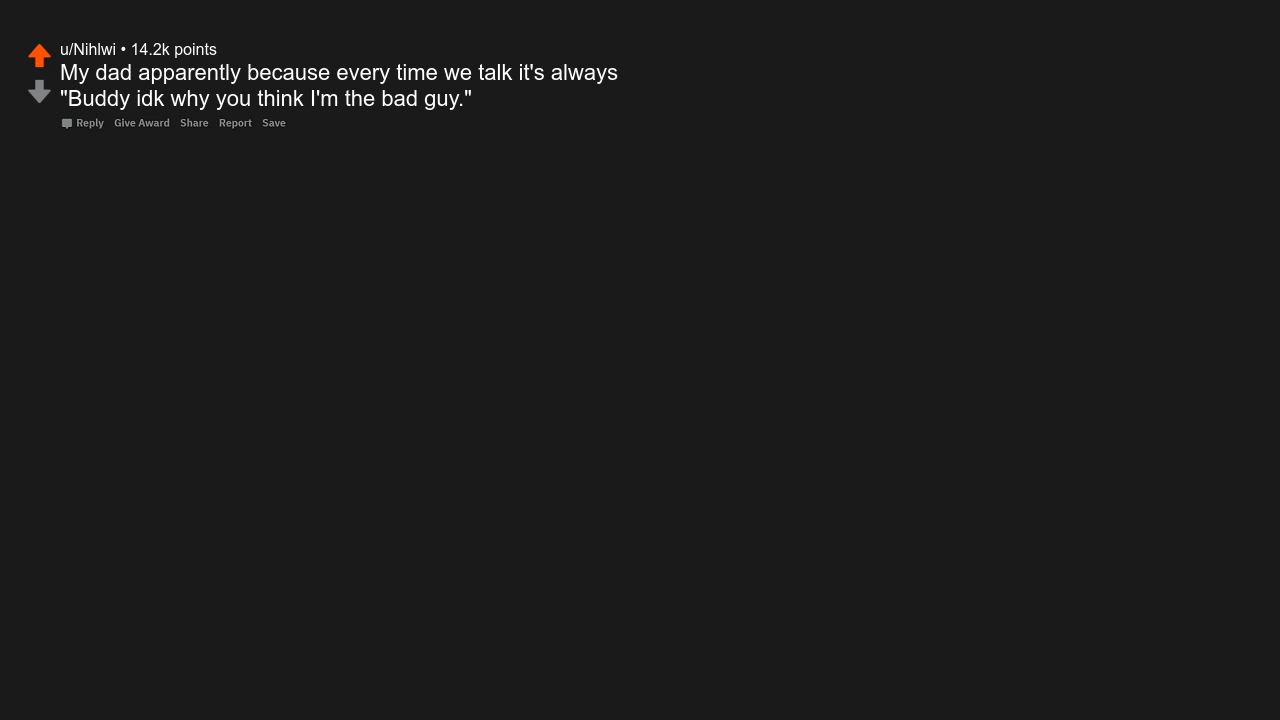 u/Nihlwi • 14.2k points
My dad apparently because every time we talk it's always
"Buddy idk why you think I'm the bad guy."
Reply Give Award Share Report Save